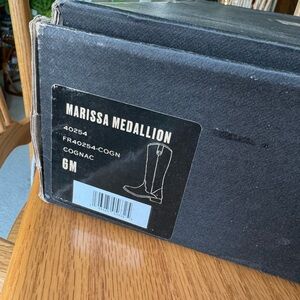 MARISSA MEDALLION
40254
FR40254-COGN
COGNAC
6M